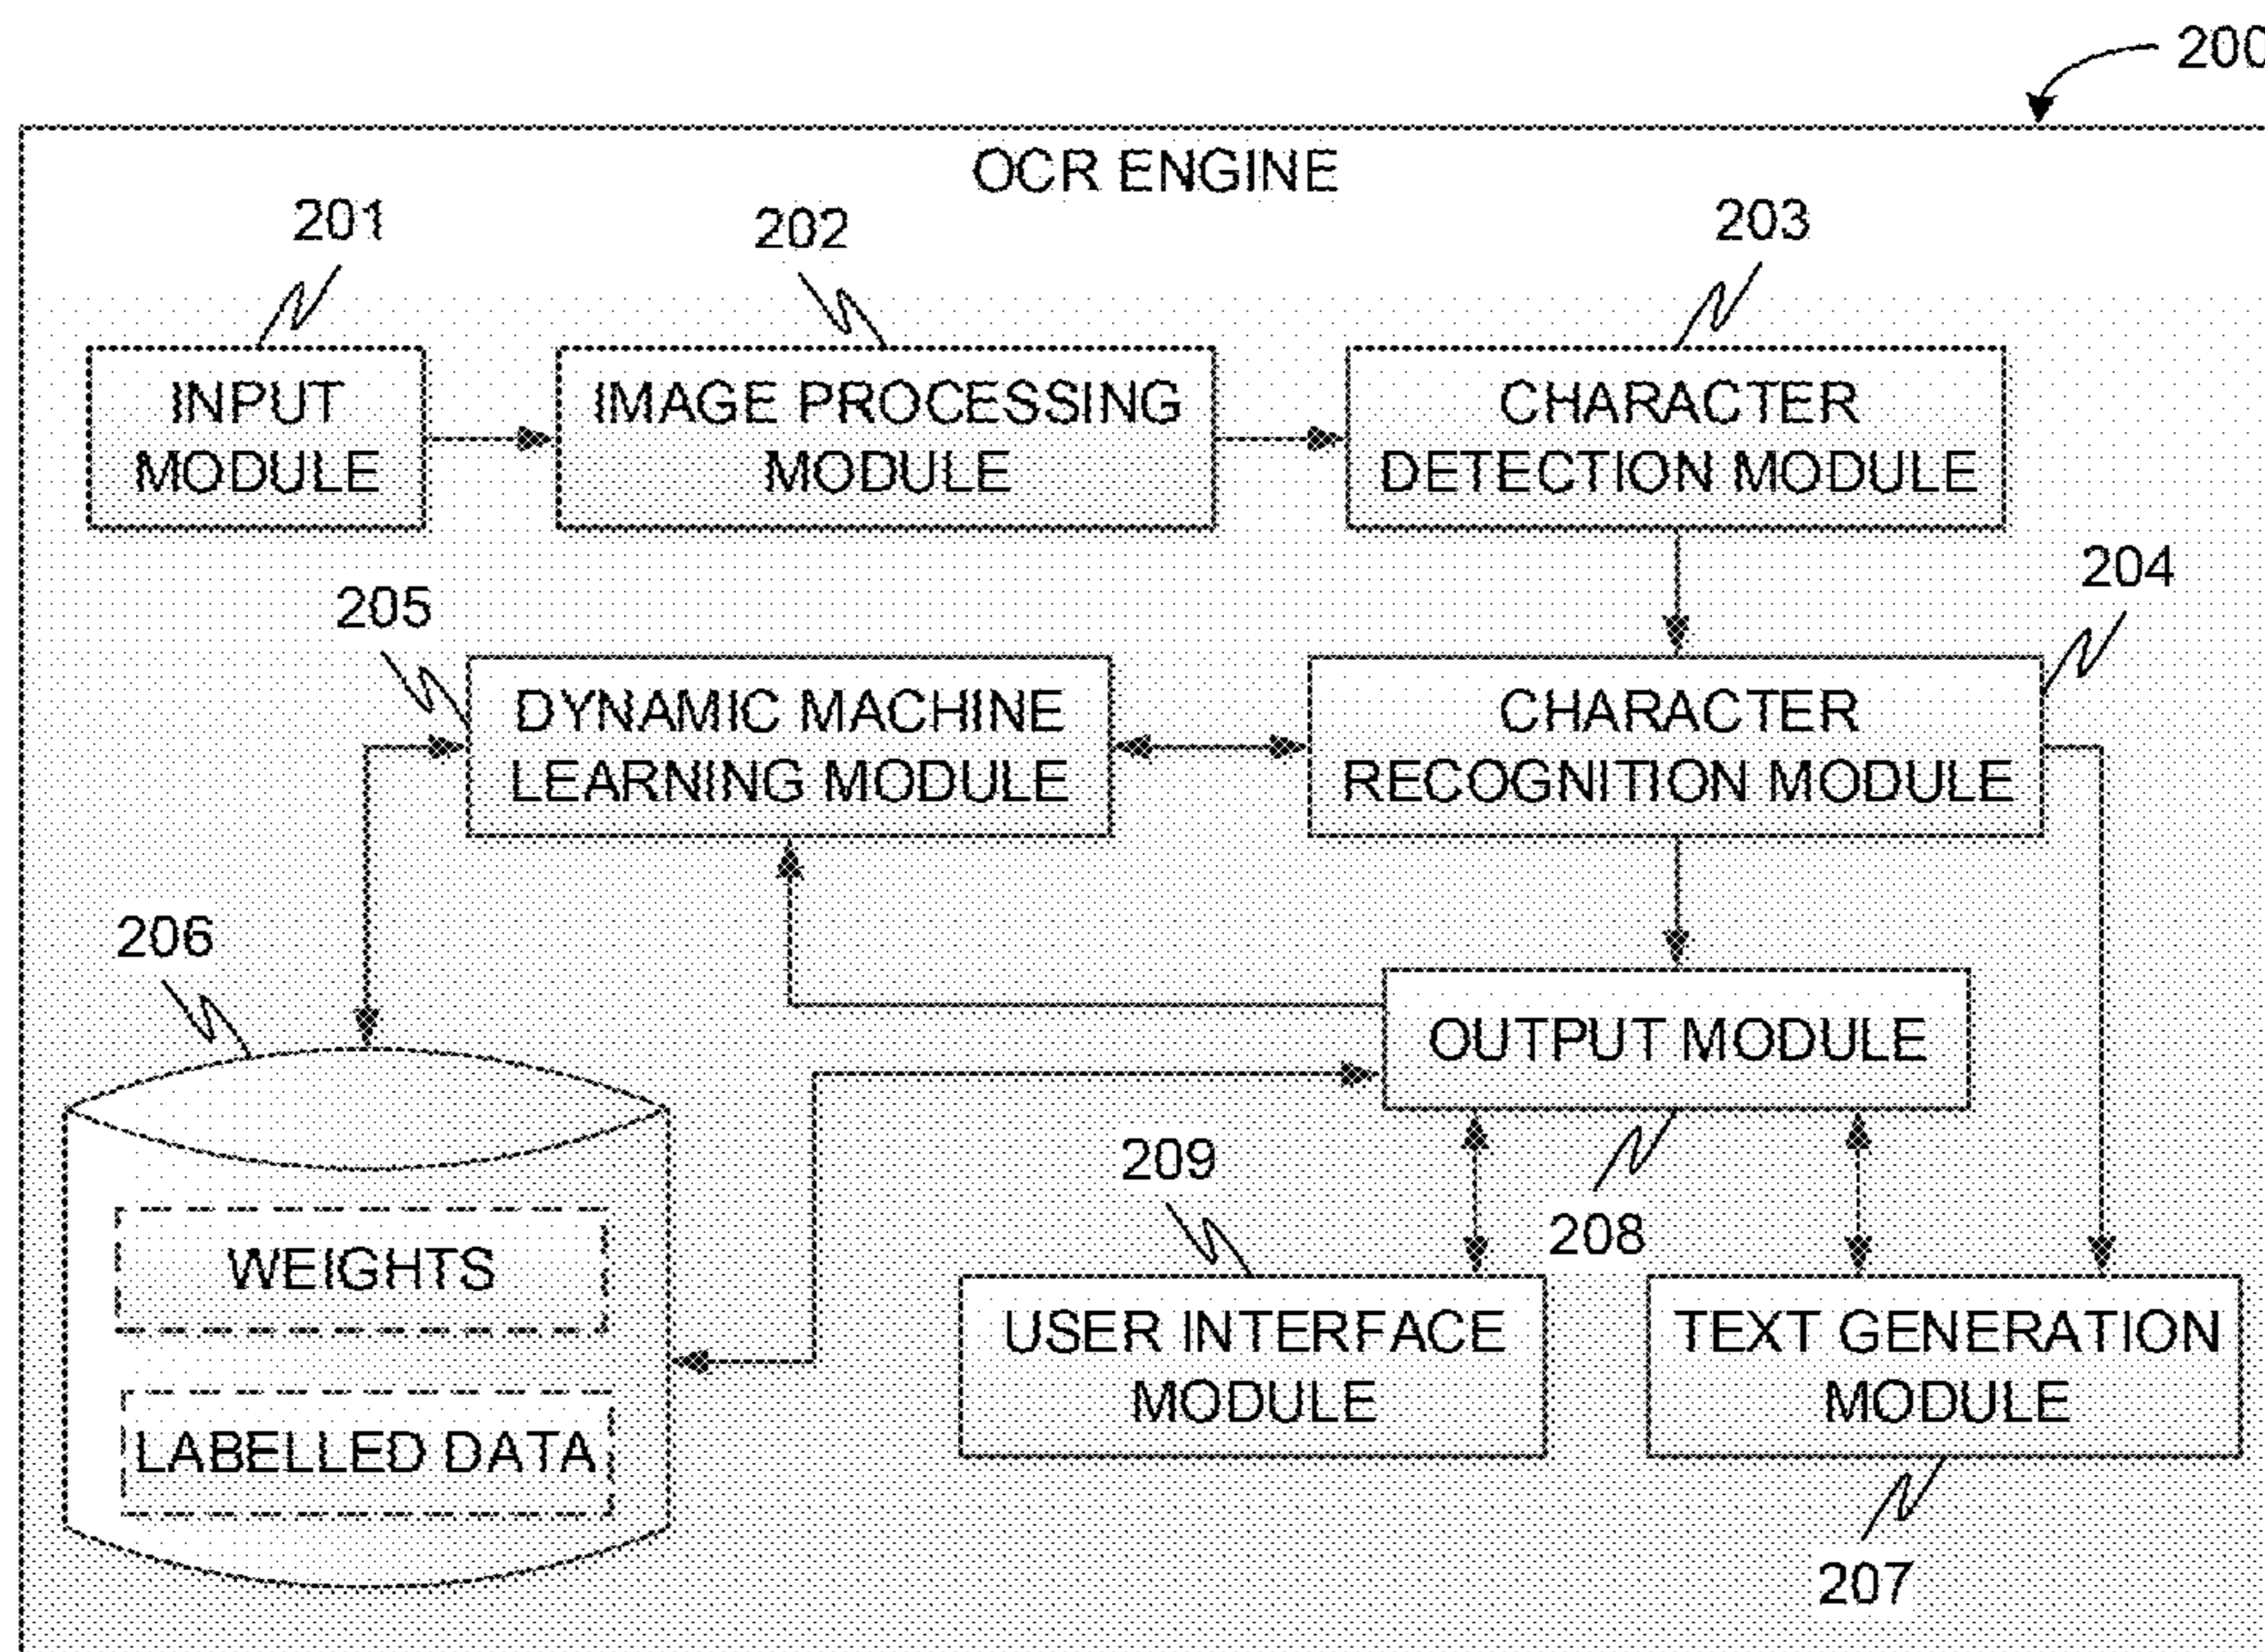 200
OCR ENGINE
201
202
203
INPUT
MODULE
IMAGE PROCESSING
MODULE
CHARACTER
DETECTION MODULE
204
205
DYNAMIC MACHINE
LEARNING MODULE
CHARACTER
RECOGNITION MODULE
206
OUTPUT MODULE
209
208
WEIGHTS
LABELLED DATA
USER INTERFACE
MODULE
TEXT GENERATION
MODULE
207